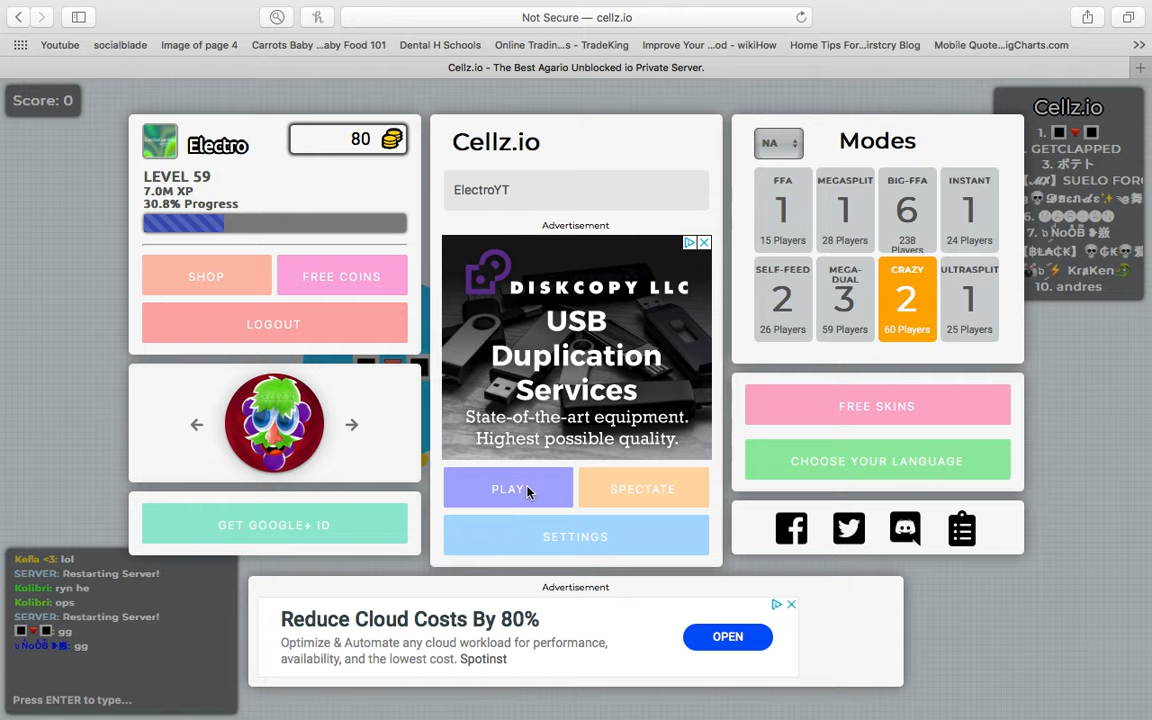 Not Secure — cellz.io
Youtube
socialblade
Image of page 4
Carrots Baby ...aby Food 101
Dental H Schools
Online Tradin...s - TradeKing
Improve Your ...od - wikiHow
Home Tips For...irstcry Blog
Mobile Quote...igCharts.com
Cellz.io - The Best Agario Unblocked io Private Server.
Score: 0
Electro
80
LEVEL 59
7.0M XP
30.8% Progress
SHOP
FREE COINS
LOGOUT
GET GOOGLE+ ID
Cellz.io
ElectroYT
Advertisement
DISKCOPY LLC
USB
Duplication
Services
State-of-the-art equipment.
Highest possible quality.
PLAY
SPECTATE
SETTINGS
NA
Modes
FFA
1
15 Players
MEGASPLIT
1
28 Players
BIG-FFA
6
238
Players
INSTANT
1
24 Players
SELF-FEED
2
26 Players
MEGA-
DUAL
3
59 Players
CRAZY
2
60 Players
ULTRASPLIT
1
25 Players
FREE SKINS
CHOOSE YOUR LANGUAGE
Cellz.io
1.
GETCLAPPED
3. ポテト
SUELO FOR
6.
7.
KrⱥKen
10. andres
Kefia <3: lol
SERVER: Restarting Server!
Kolibri: ryn he
Kolibri: ops
SERVER: Restarting Server!
: gg
: gg
Press ENTER to type...
Advertisement
Reduce Cloud Costs By 80%
Optimize & Automate any cloud workload for performance,
availability, and the lowest cost. Spotinst
OPEN